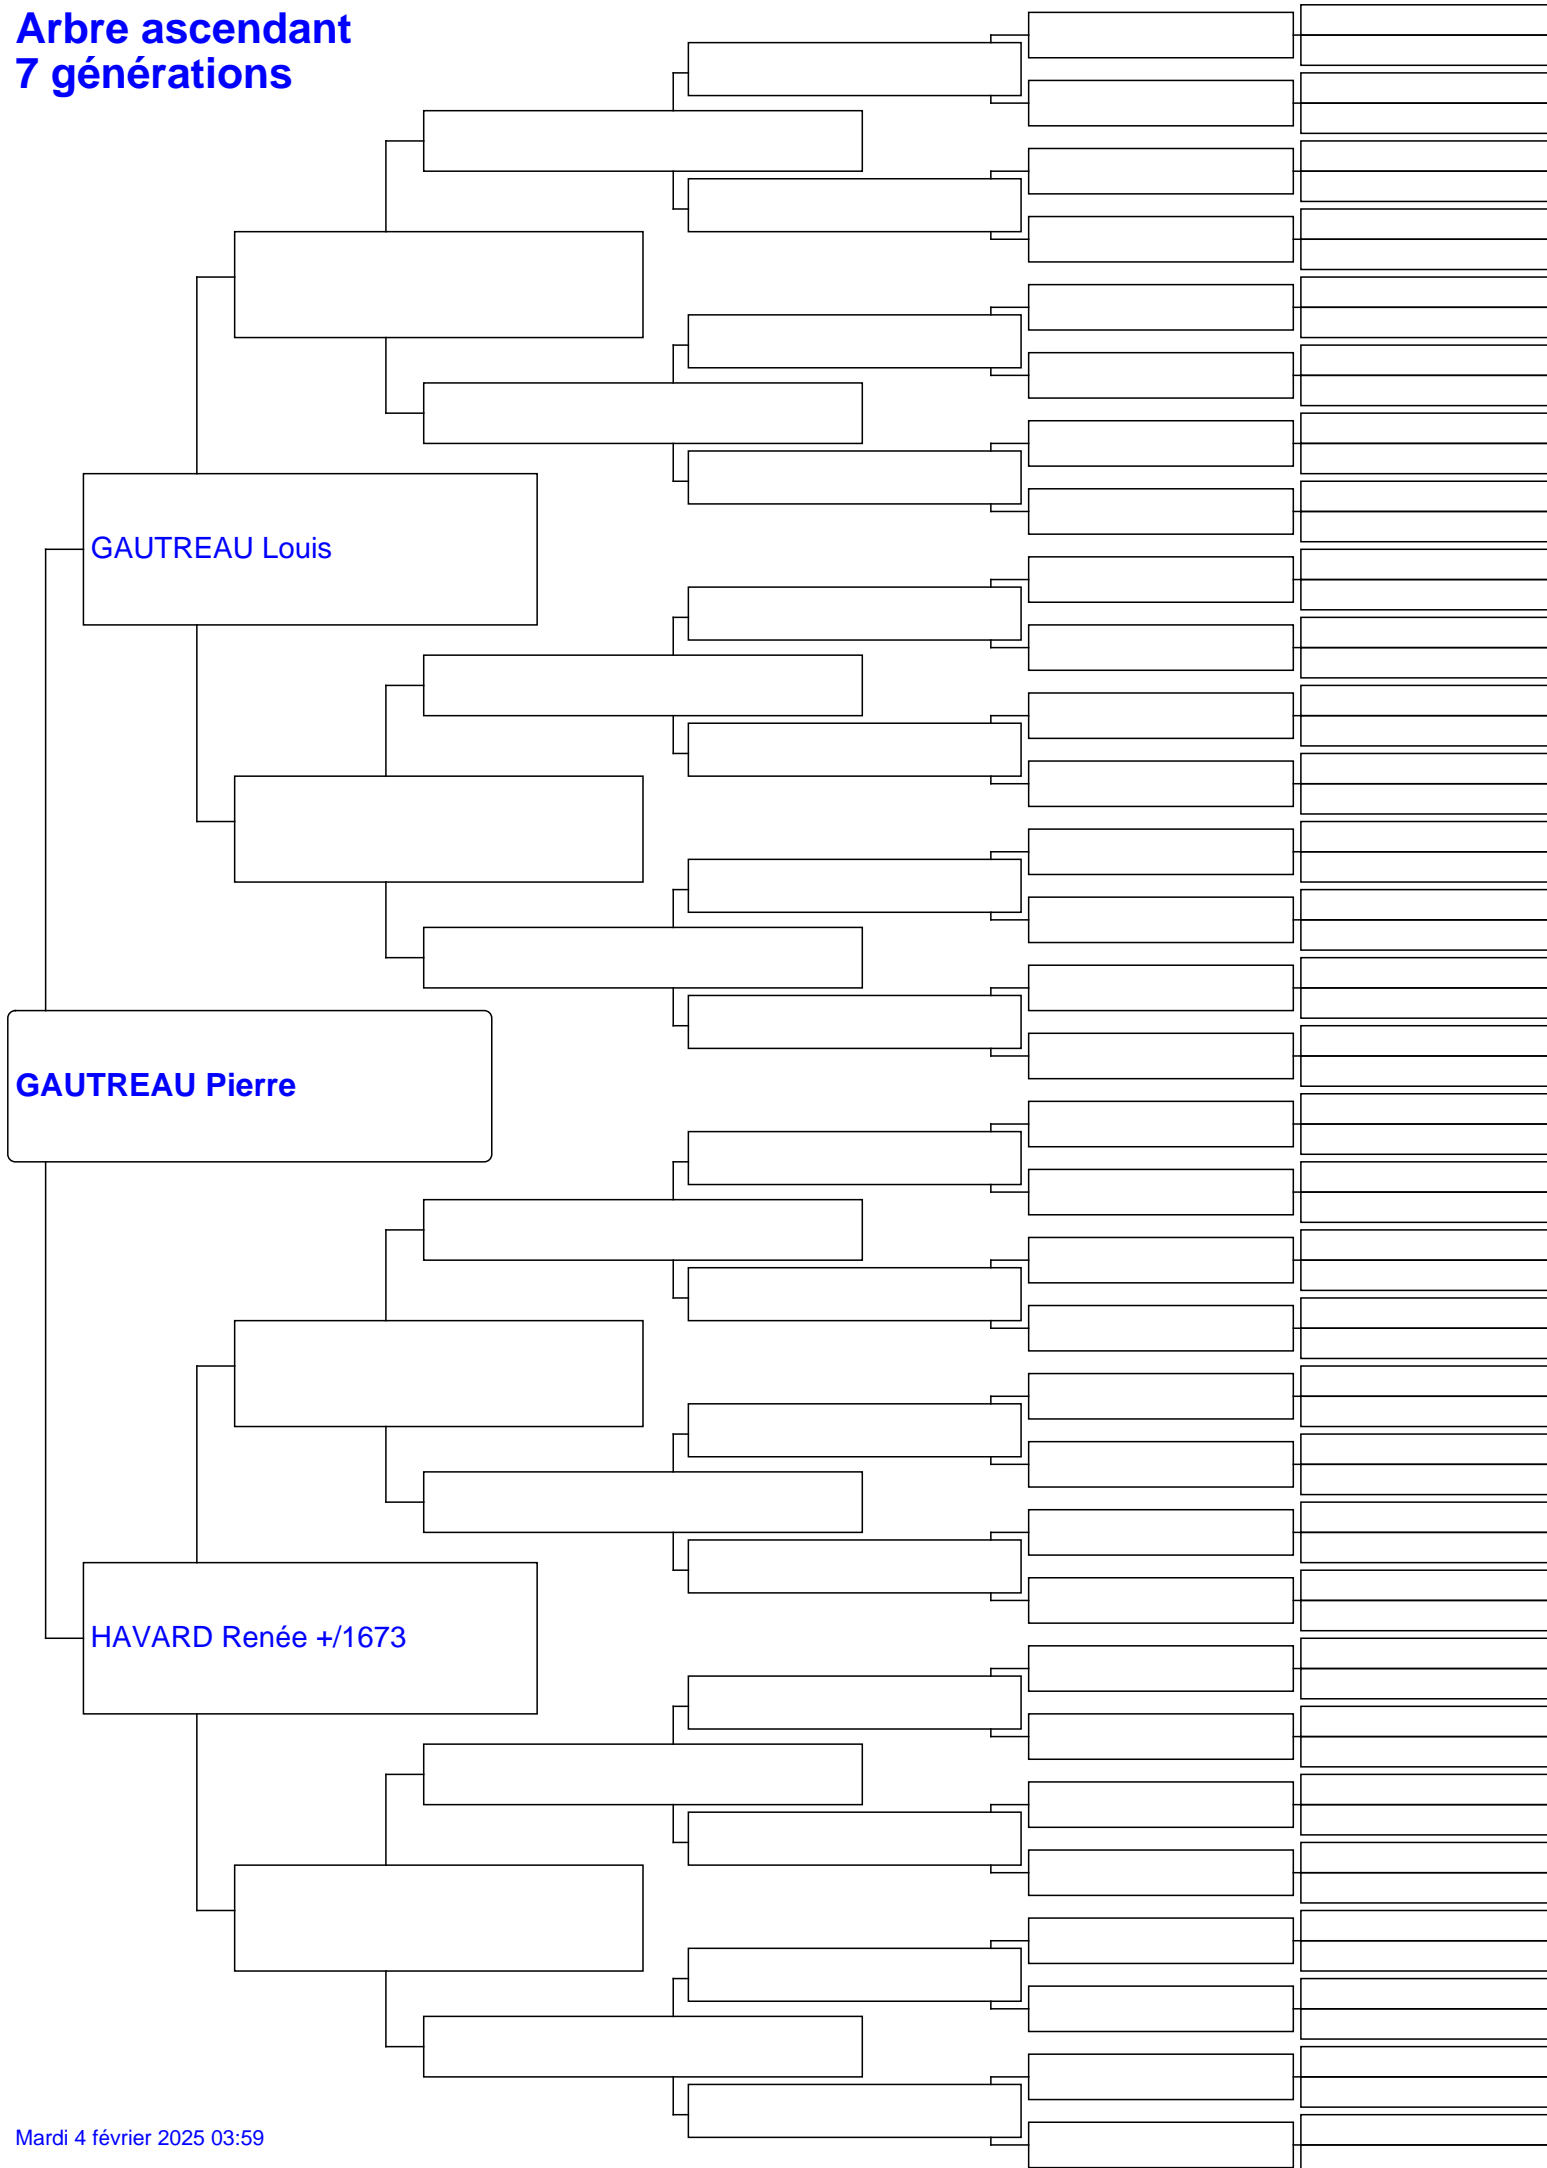 Arbre ascendant
7 générations
GAUTREAU Louis
GAUTREAU Pierre
HAVARD Renée +/1673
Mardi 4 février 2025 03:59